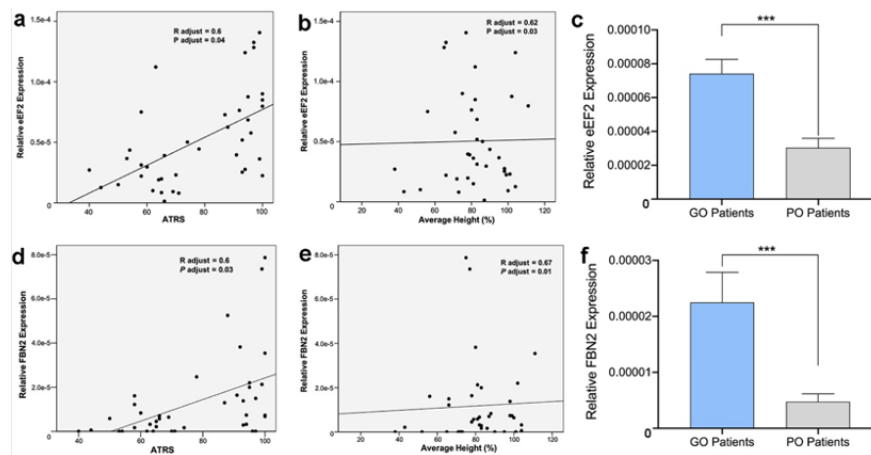 a
R adjust = 0.6
P adjust = 0.04
Relative eEF2 Expression
1.5e-4
1.0e-4
0.5e-5
0
40 60 80 100
ATRS
b
R adjust = 0.62
P adjust = 0.03
Relative eEF2 Expression
1.5e-4
1.0e-4
0.5e-5
0
20 40 60 80 100 120
Average Height (%)
c
***
Relative eEF2 Expression
0.00010
0.00008
0.00006
0.00004
0.00002
0
GO Patients PO Patients
d
R adjust = 0.6
P adjust = 0.03
Relative FBN2 Expression
8.0e-5
6.0e-5
4.0e-5
2.0e-5
0
40 60 80 100
ATRS
e
R adjust = 0.67
P adjust = 0.01
Relative FBN2 Expression
8.0e-5
6.0e-5
4.0e-5
2.0e-5
0
20 40 60 80 100 120
Average Height (%)
f
***
Relative FBN2 Expression
0.00003
0.00002
0.00001
0
GO Patients PO Patients